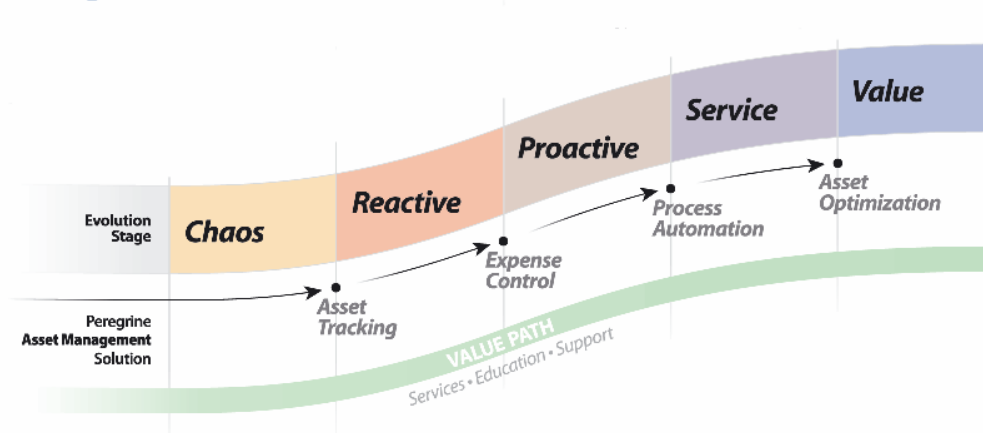 Evolution
Stage
Chaos
Reactive
Proactive
Service
Value
Peregrine
Asset Management
Solution
Asset
Tracking
Expense
Control
Process
Automation
Asset
Optimization
VALUE PATH
Services • Education • Support